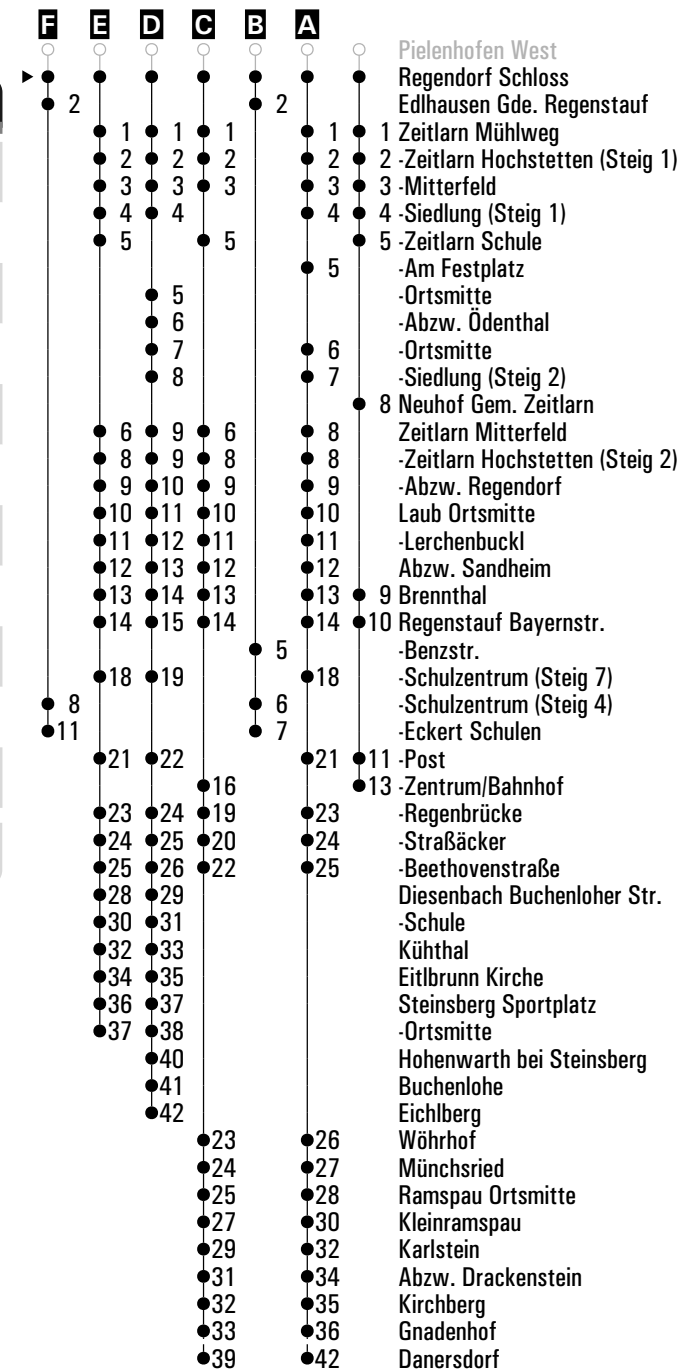 F E D C B A
Pielenhofen West
Regendorf Schloss
2 2 Edlhausen Gde. Regenstauf
1 1 1 1 1 Zeitlarn Mühlweg
2 2 2 2 2 -Zeitlarn Hochstetten (Steig 1)
3 3 3 3 3 -Mitterfeld
4 4 4 4 -Siedlung (Steig 1)
5 5 5 -Zeitlarn Schule
5 -Am Festplatz
5 -Ortsmitte
6 -Abzw. Ödenthal
7 6 -Ortsmitte
8 7 -Siedlung (Steig 2)
8 Neuhof Gem. Zeitlarn
6 9 6 8 Zeitlarn Mitterfeld
8 9 8 8 -Zeitlarn Hochstetten (Steig 2)
9 10 9 9 -Abzw. Regendorf
10 11 10 10 Laub Ortsmitte
11 12 11 11 -Lerchenbuckl
12 13 12 12 Abzw. Sandheim
13 14 13 13 9 Brennthal
14 15 14 14 10 Regenstauf Bayernstr.
5 -Benzstr.
18 19 18 -Schulzentrum (Steig 7)
8 6 -Schulzentrum (Steig 4)
11 7 -Eckert Schulen
21 22 21 11 -Post
16 13 -Zentrum/Bahnhof
23 24 19 23 -Regenbrücke
24 25 20 24 -Straßäcker
25 26 22 25 -Beethovenstraße
28 29 Diesenbach Buchenloher Str.
30 31 -Schule
32 33 Kühthal
34 35 Eitlbrunn Kirche
36 37 Steinsberg Sportplatz
37 38 -Ortsmitte
40 Hohenwarth bei Steinsberg
41 Buchenlohe
42 Eichlberg
23 26 Wöhrhof
24 27 Münchsried
25 28 Ramspau Ortsmitte
27 30 Kleinramspau
29 32 Karlstein
31 34 Abzw. Drackenstein
32 35 Kirchberg
33 36 Gnadenhof
39 42 Danersdorf